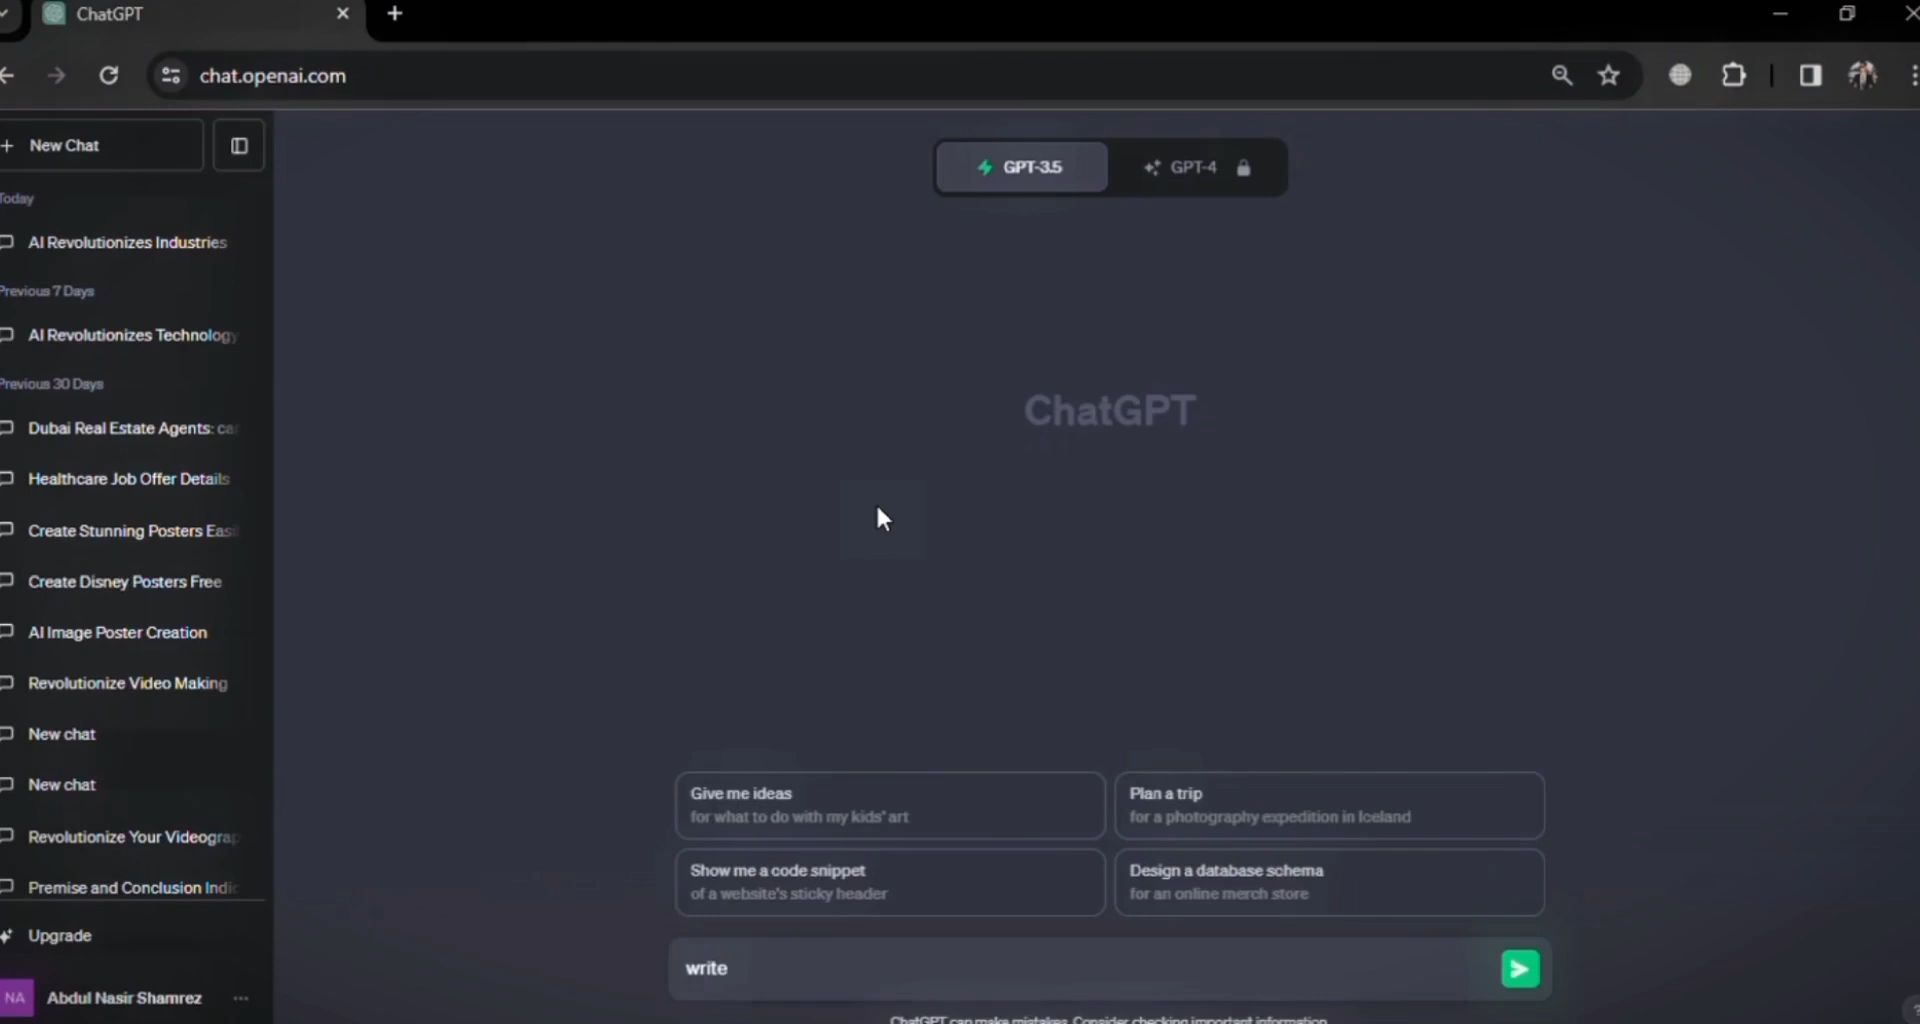 ChatGPT
chat.openai.com
New Chat
GPT-3.5
GPT-4
Today
AI Revolutionizes Industries
Previous 7 Days
AI Revolutionizes Technology
Previous 30 Days
Dubai Real Estate Agents: ca
Healthcare Job Offer Details
Create Stunning Posters Easi
Create Disney Posters Free
AI Image Poster Creation
Revolutionize Video Making
New chat
New chat
Revolutionize Your Videograp
Premise and Conclusion Indic
Upgrade
NA Abdul Nasir Shamrez
ChatGPT
Give me ideas
for what to do with my kids' art
Plan a trip
for a photography expedition in Iceland
Show me a code snippet
of a website's sticky header
Design a database schema
for an online merch store
write
ChatGPT can make mistakes. Consider checking important information.